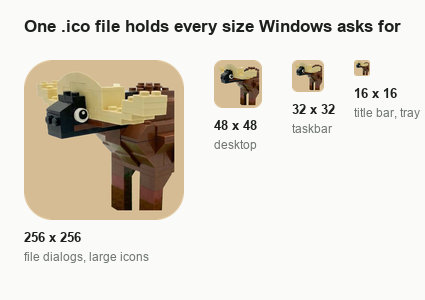 One .ico file holds every size Windows asks for
256 x 256
file dialogs, large icons
48 x 48
desktop
32 x 32
taskbar
16 x 16
title bar, tray